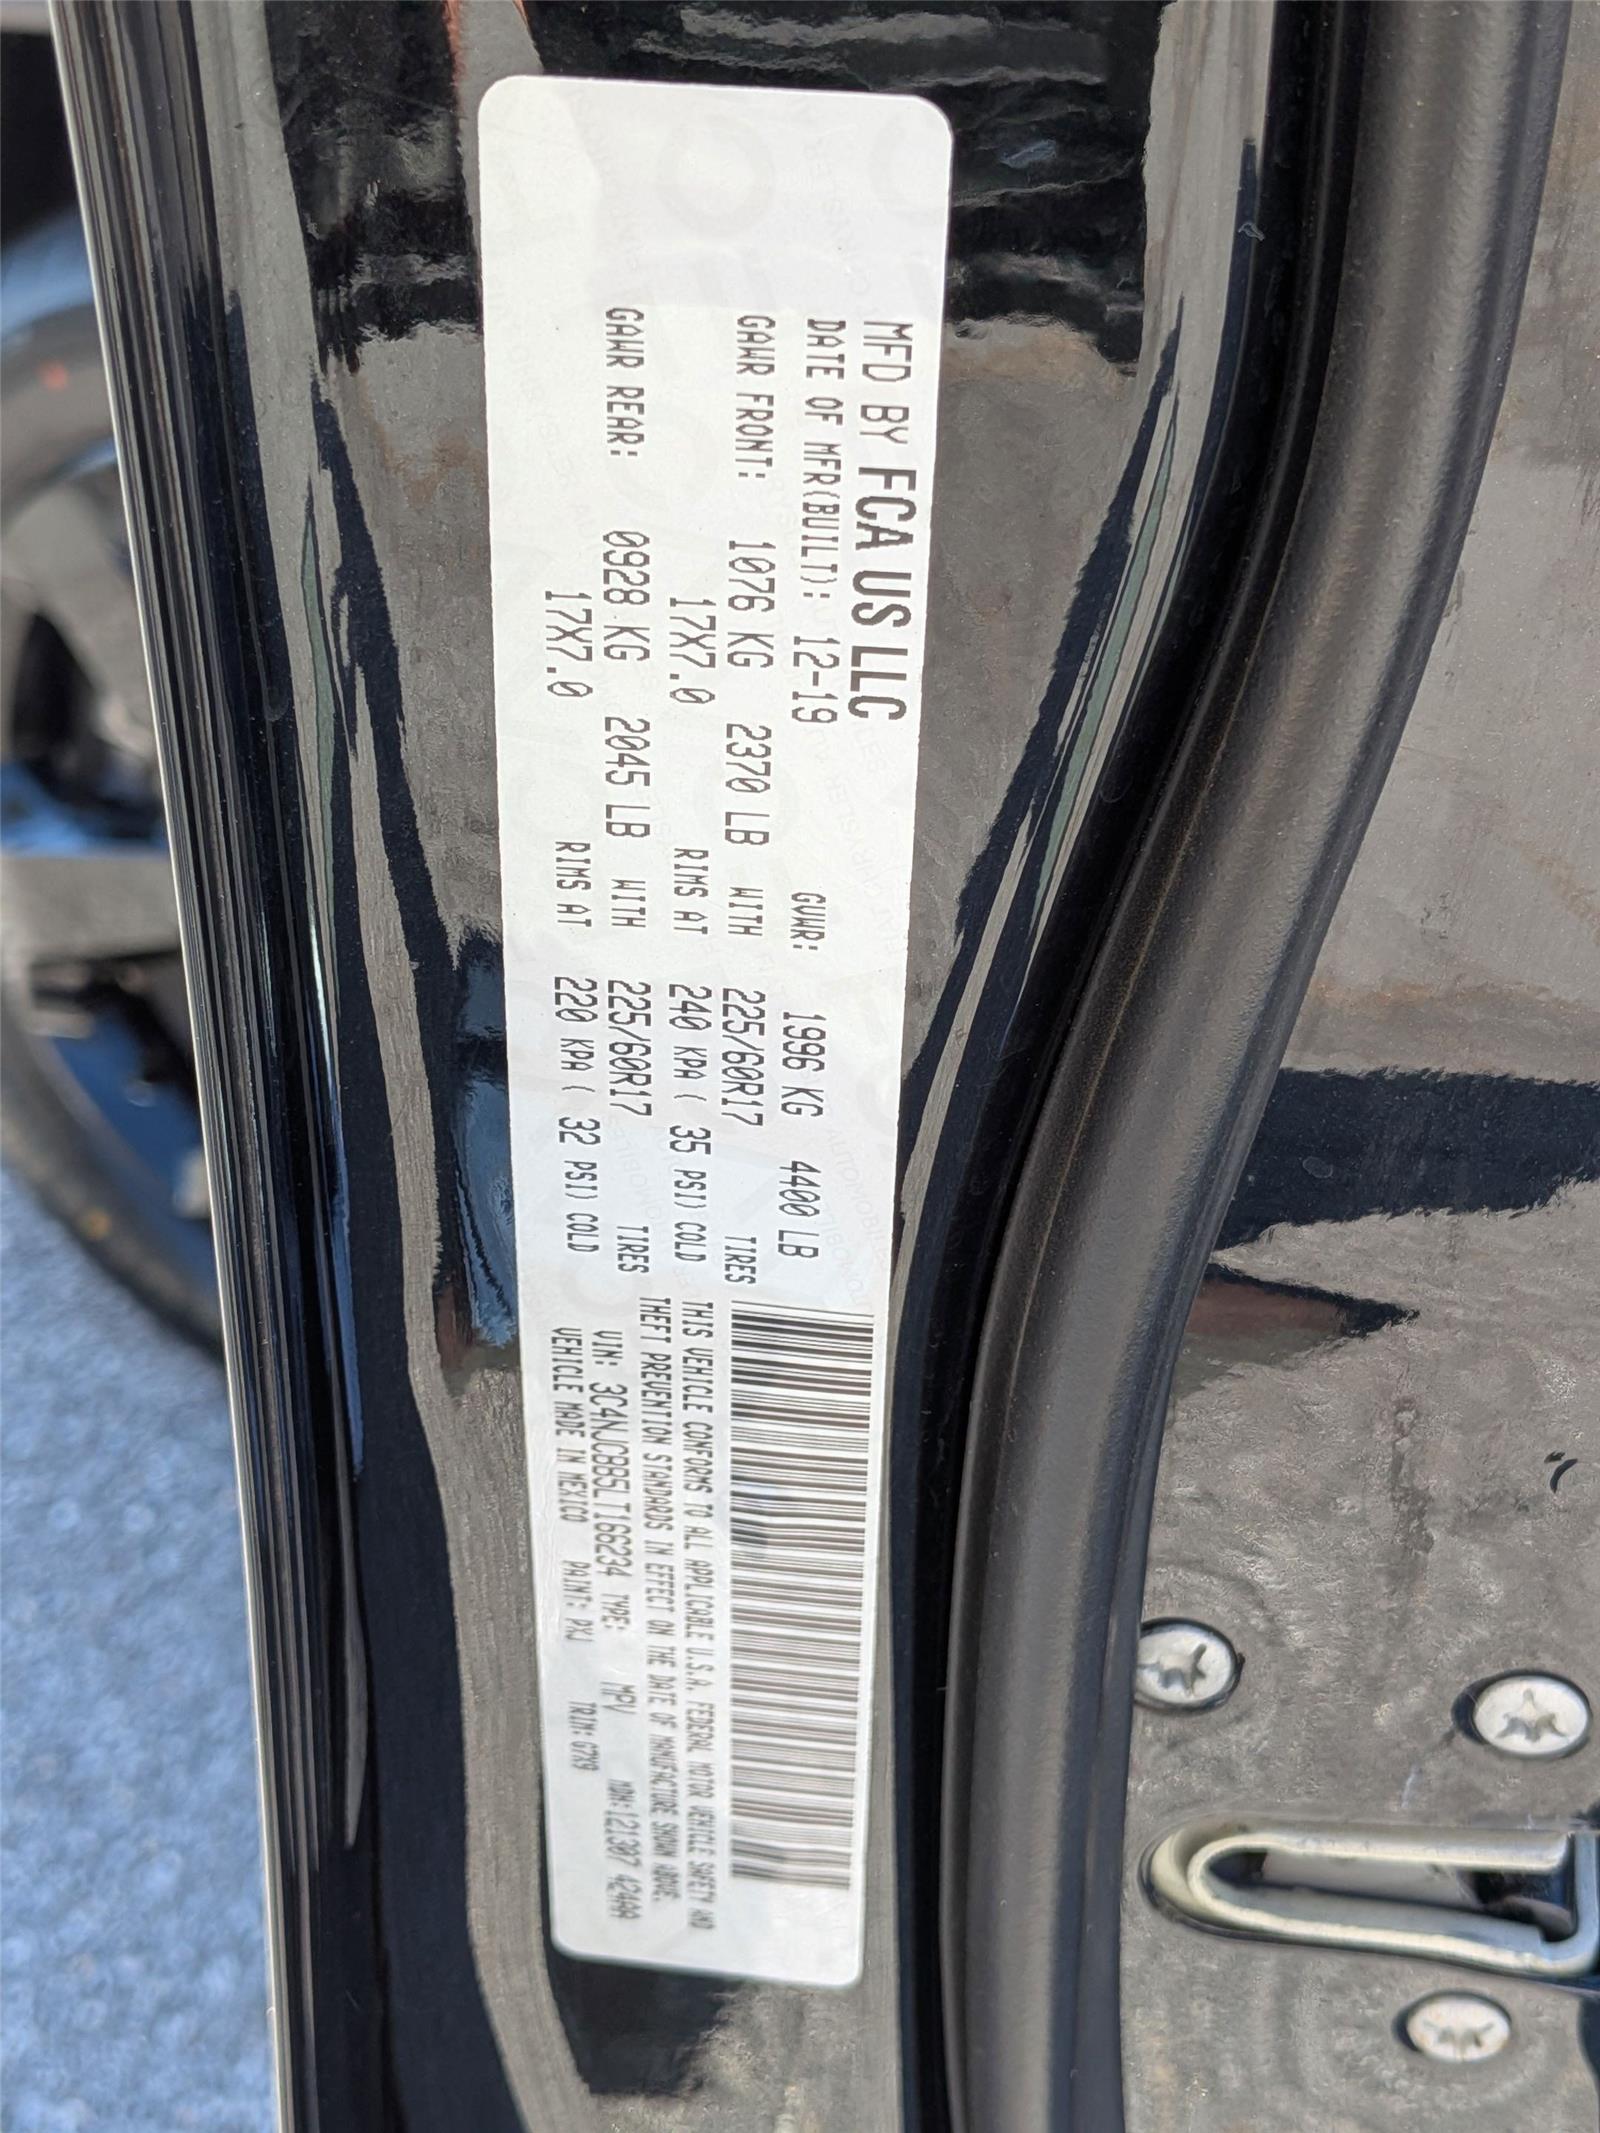 MFD BY FCA US LLC
DATE OF MFR(BUILT): 12-19 GVWR: 1996 KG 4400 LB
GAWR FRONT: 1076 KG 2370 LB WITH 225/60R17 TIRES
17X7.0 RIMS AT 240 KPA ( 35 PSI) COLD
GAWR REAR: 0928 KG 2045 LB WITH 225/60R17 TIRES
17X7.0 RIMS AT 220 KPA ( 32 PSI) COLD
THIS VEHICLE CONFORMS TO ALL APPLICABLE U.S.A. FEDERAL MOTOR VEHICLE SAFETY AND
THEFT PREVENTION STANDARDS IN EFFECT ON THE DATE OF MANUFACTURE SHOWN ABOVE.
VIN: 3C4NJCBB5LT166234 TYPE: MPV MDH:121307 424AA
VEHICLE MADE IN MEXICO PAINT: PXJ TRIM: G7X9